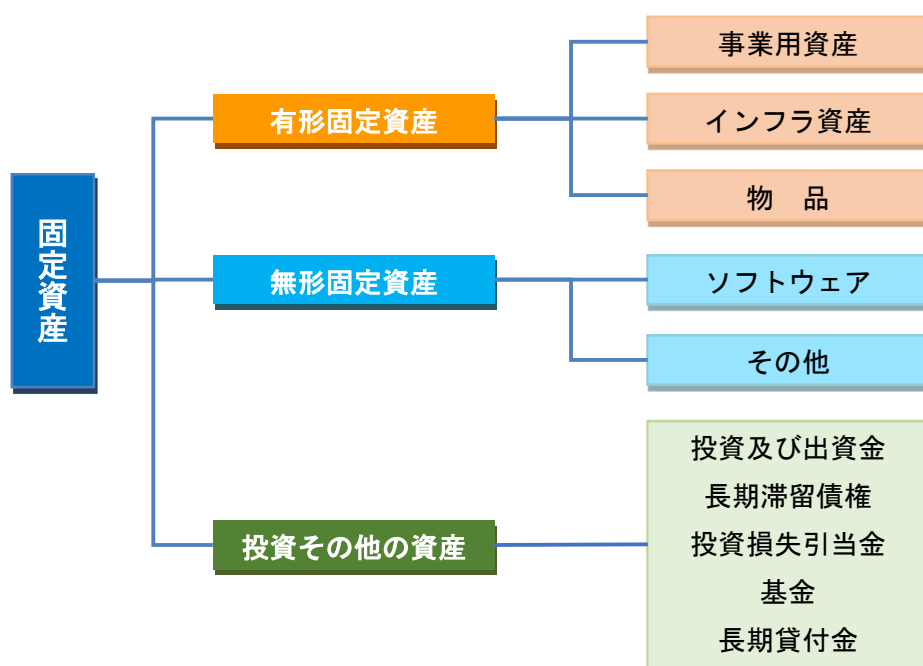 固定資産
有形固定資産
事業用資産
インフラ資産
物　品
無形固定資産
ソフトウェア
その他
投資その他の資産
投資及び出資金
長期滞留債権
投資損失引当金
基金
長期貸付金